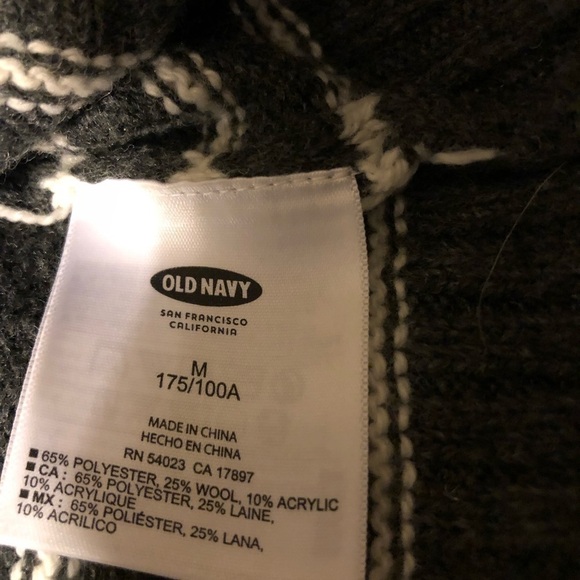 OLD NAVY
SAN FRANCISCO
CALIFORNIA
M
175/100A
MADE IN CHINA
HECHO EN CHINA
RN 54023 CA 17897
■ 65% POLYESTER, 25% WOOL, 10% ACRYLIC
■ CA : 65% POLYESTER, 25% LAINE,
10% ACRYLIQUE
■ MX : 65% POLIÉSTER, 25% LANA,
10% ACRILICO